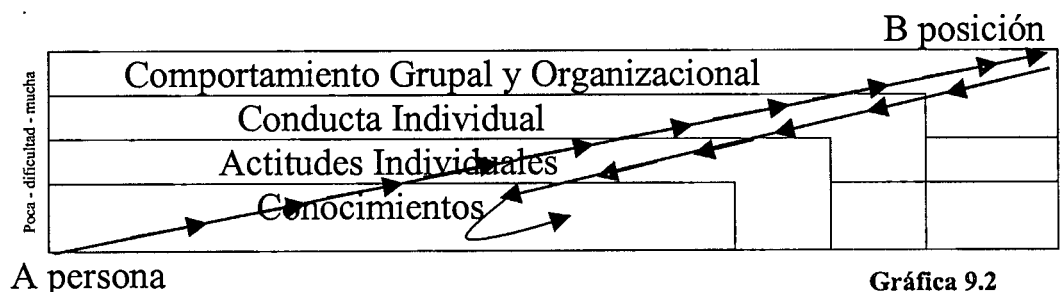 B posición
Poca - dificultad - mucha
Comportamiento Grupal y Organizacional
Conducta Individual
Actitudes Individuales
Conocimientos
A persona
Gráfica 9.2